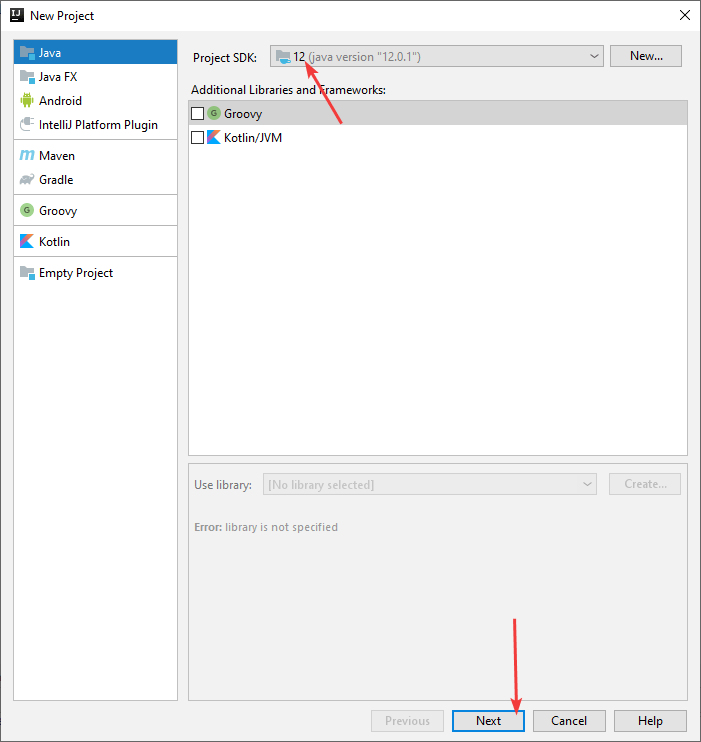 New Project
Java
Java FX
Android
IntelliJ Platform Plugin
Maven
Gradle
Groovy
Kotlin
Empty Project
Project SDK: 12 (java version "12.0.1") New...
Additional Libraries and Frameworks:
Groovy
Kotlin/JVM
Use library: [No library selected] Create...
Error: library is not specified
Previous Next Cancel Help